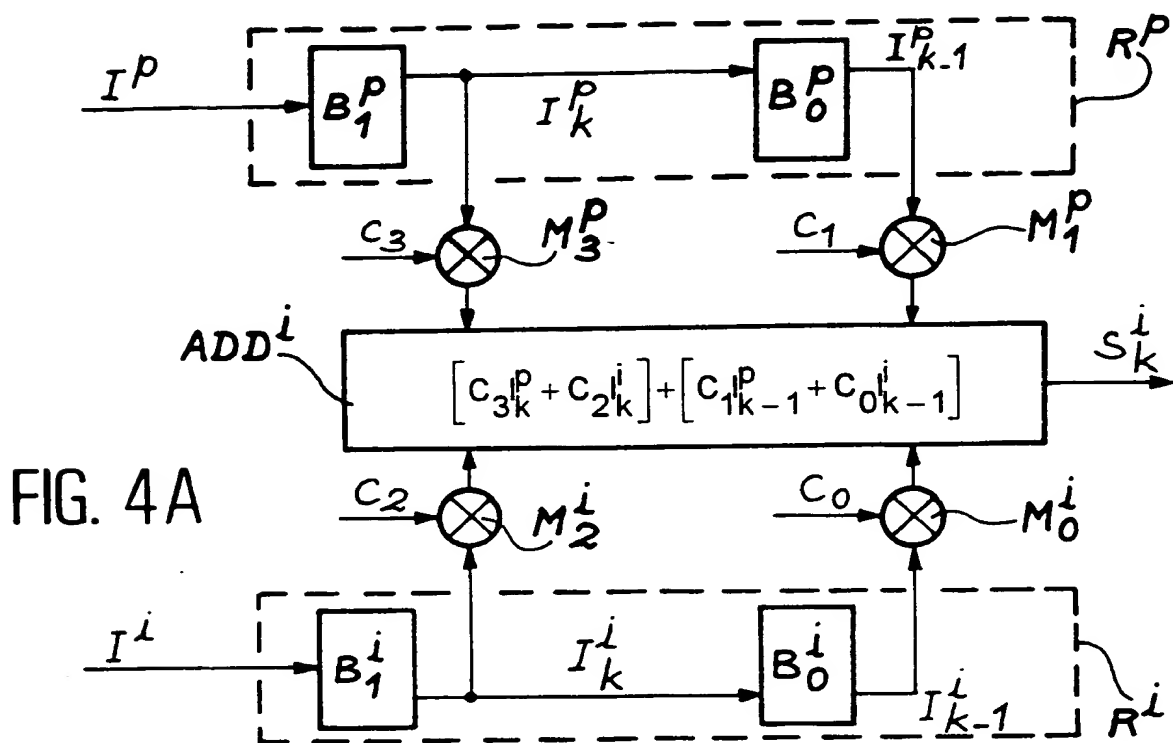 I^p
B_1^p
I_k^p
B_0^p
I_{k-1}^p
R^p
C_3
M_3^p
C_1
M_1^p
ADD^i
[C_3I_k^p + C_2I_k^i] + [C_1I_{k-1}^p + C_0I_{k-1}^i]
S_k^i
FIG. 4A
C_2
M_2^i
C_0
M_0^i
I^i
B_1^i
I_k^i
B_0^i
I_{k-1}^i
R^i